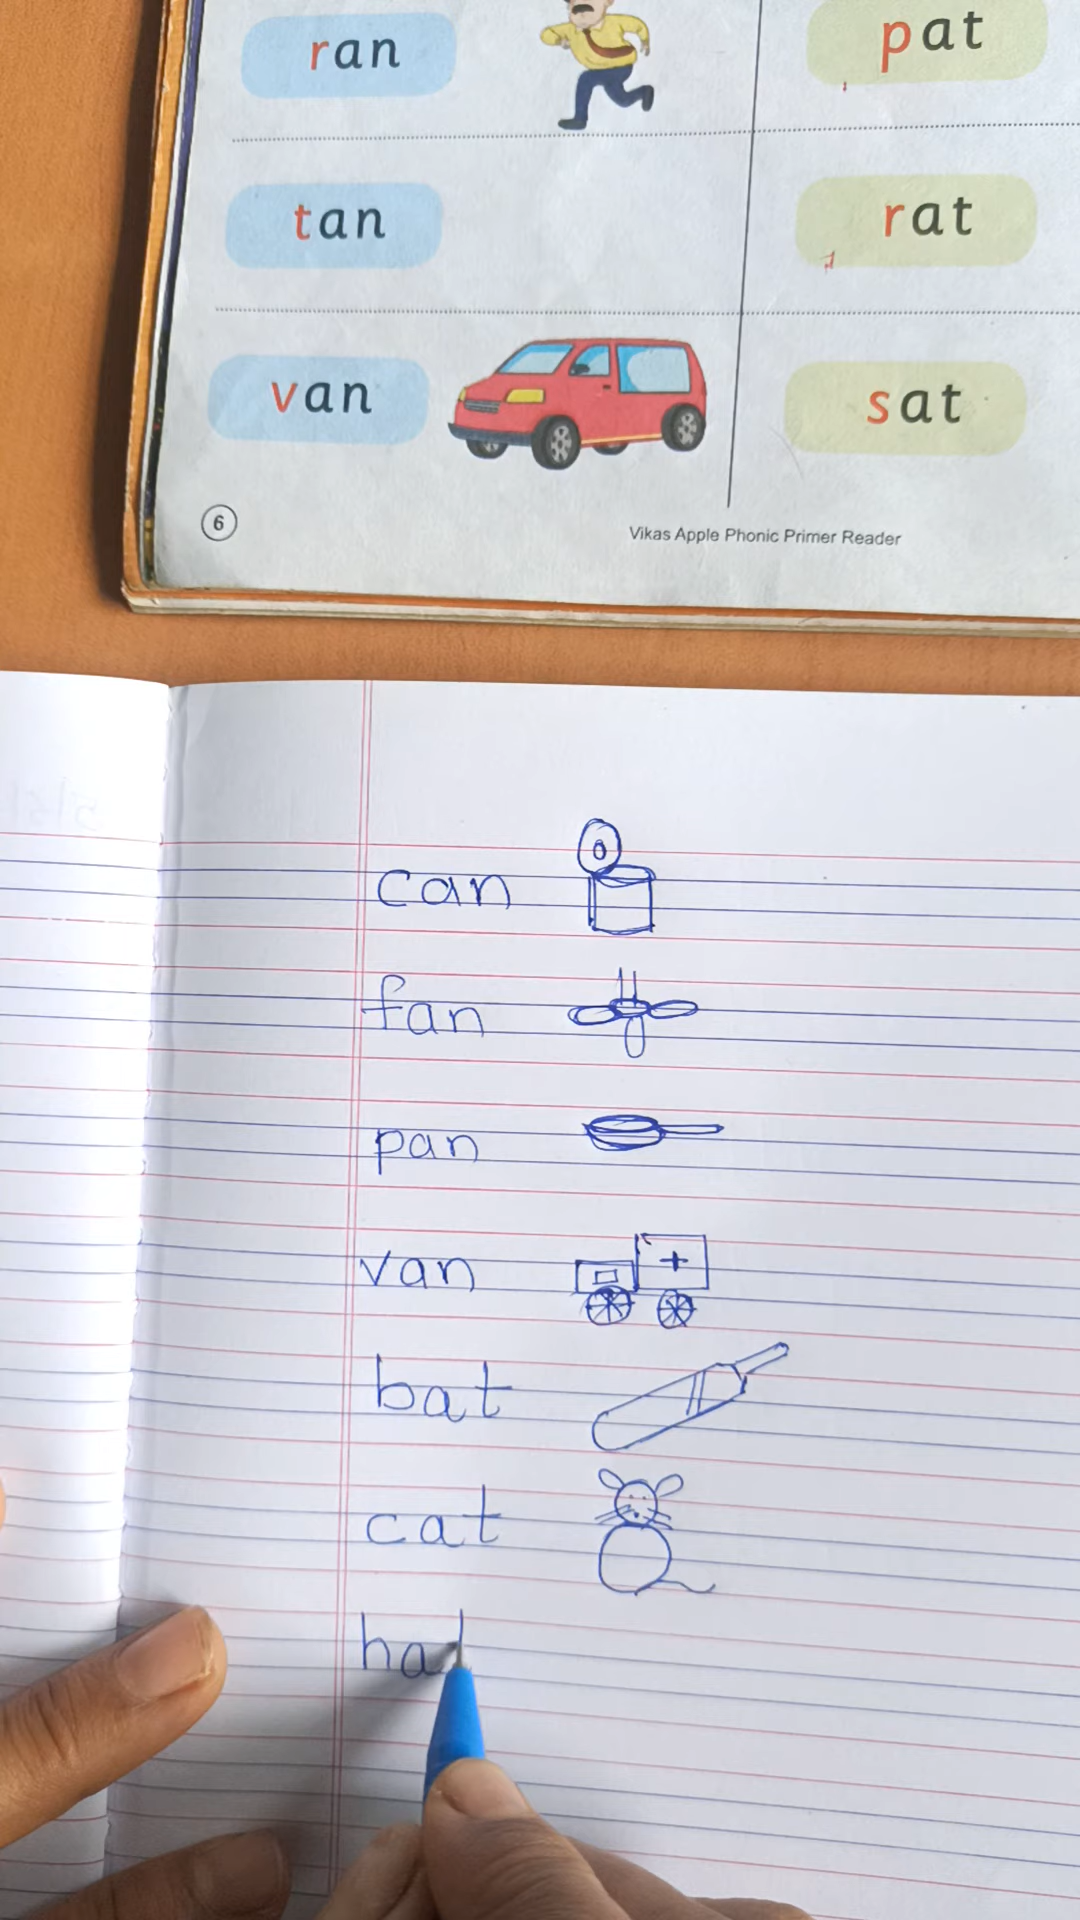 ran pat
tan rat
van sat
6 Vikas Apple Phonic Primer Reader
can
fan
pan
van
bat
cat
ha